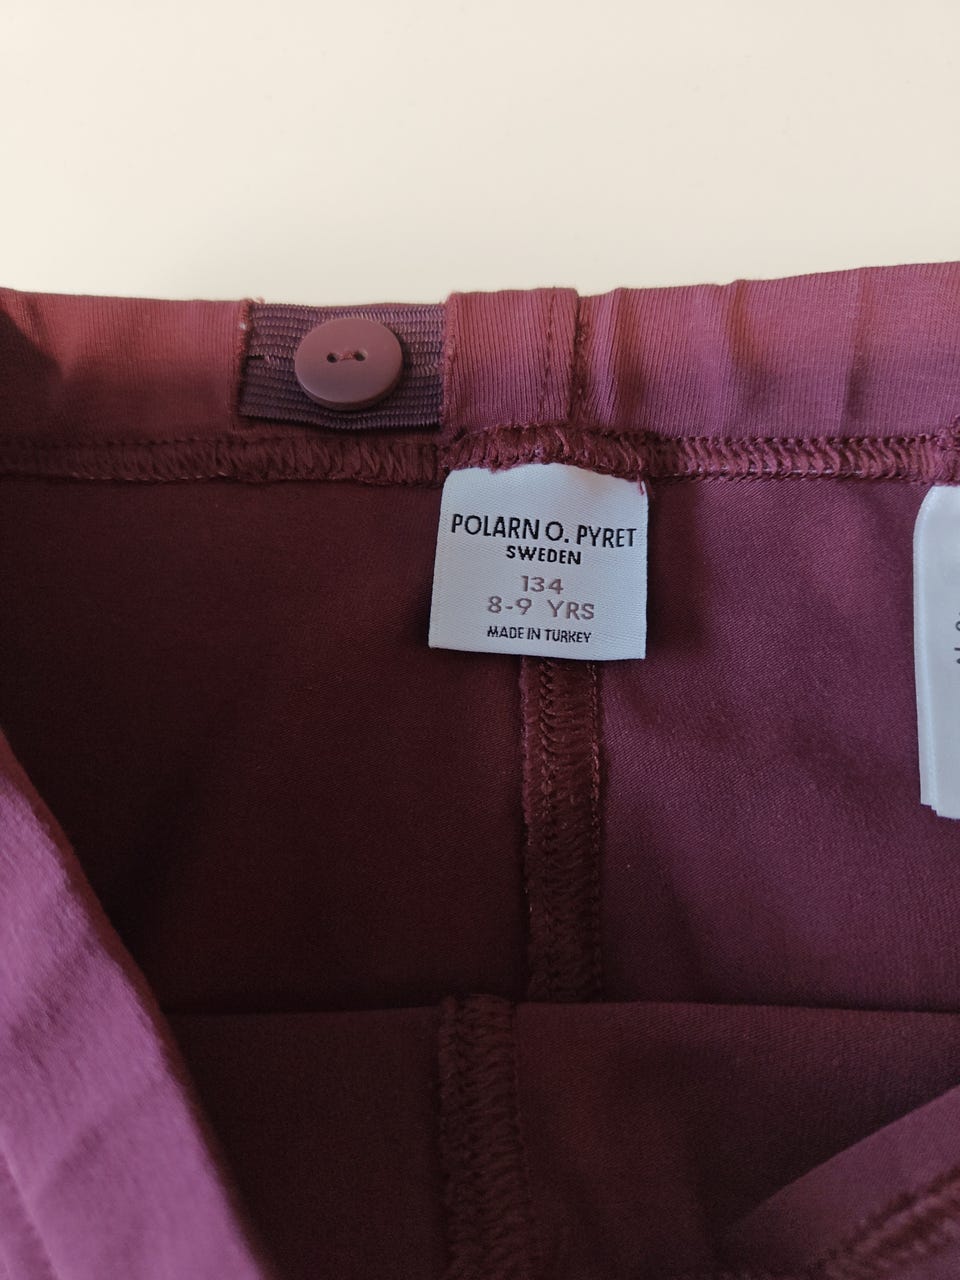 POLARN O. PYRET
SWEDEN
134
8-9 YRS
MADE IN TURKEY